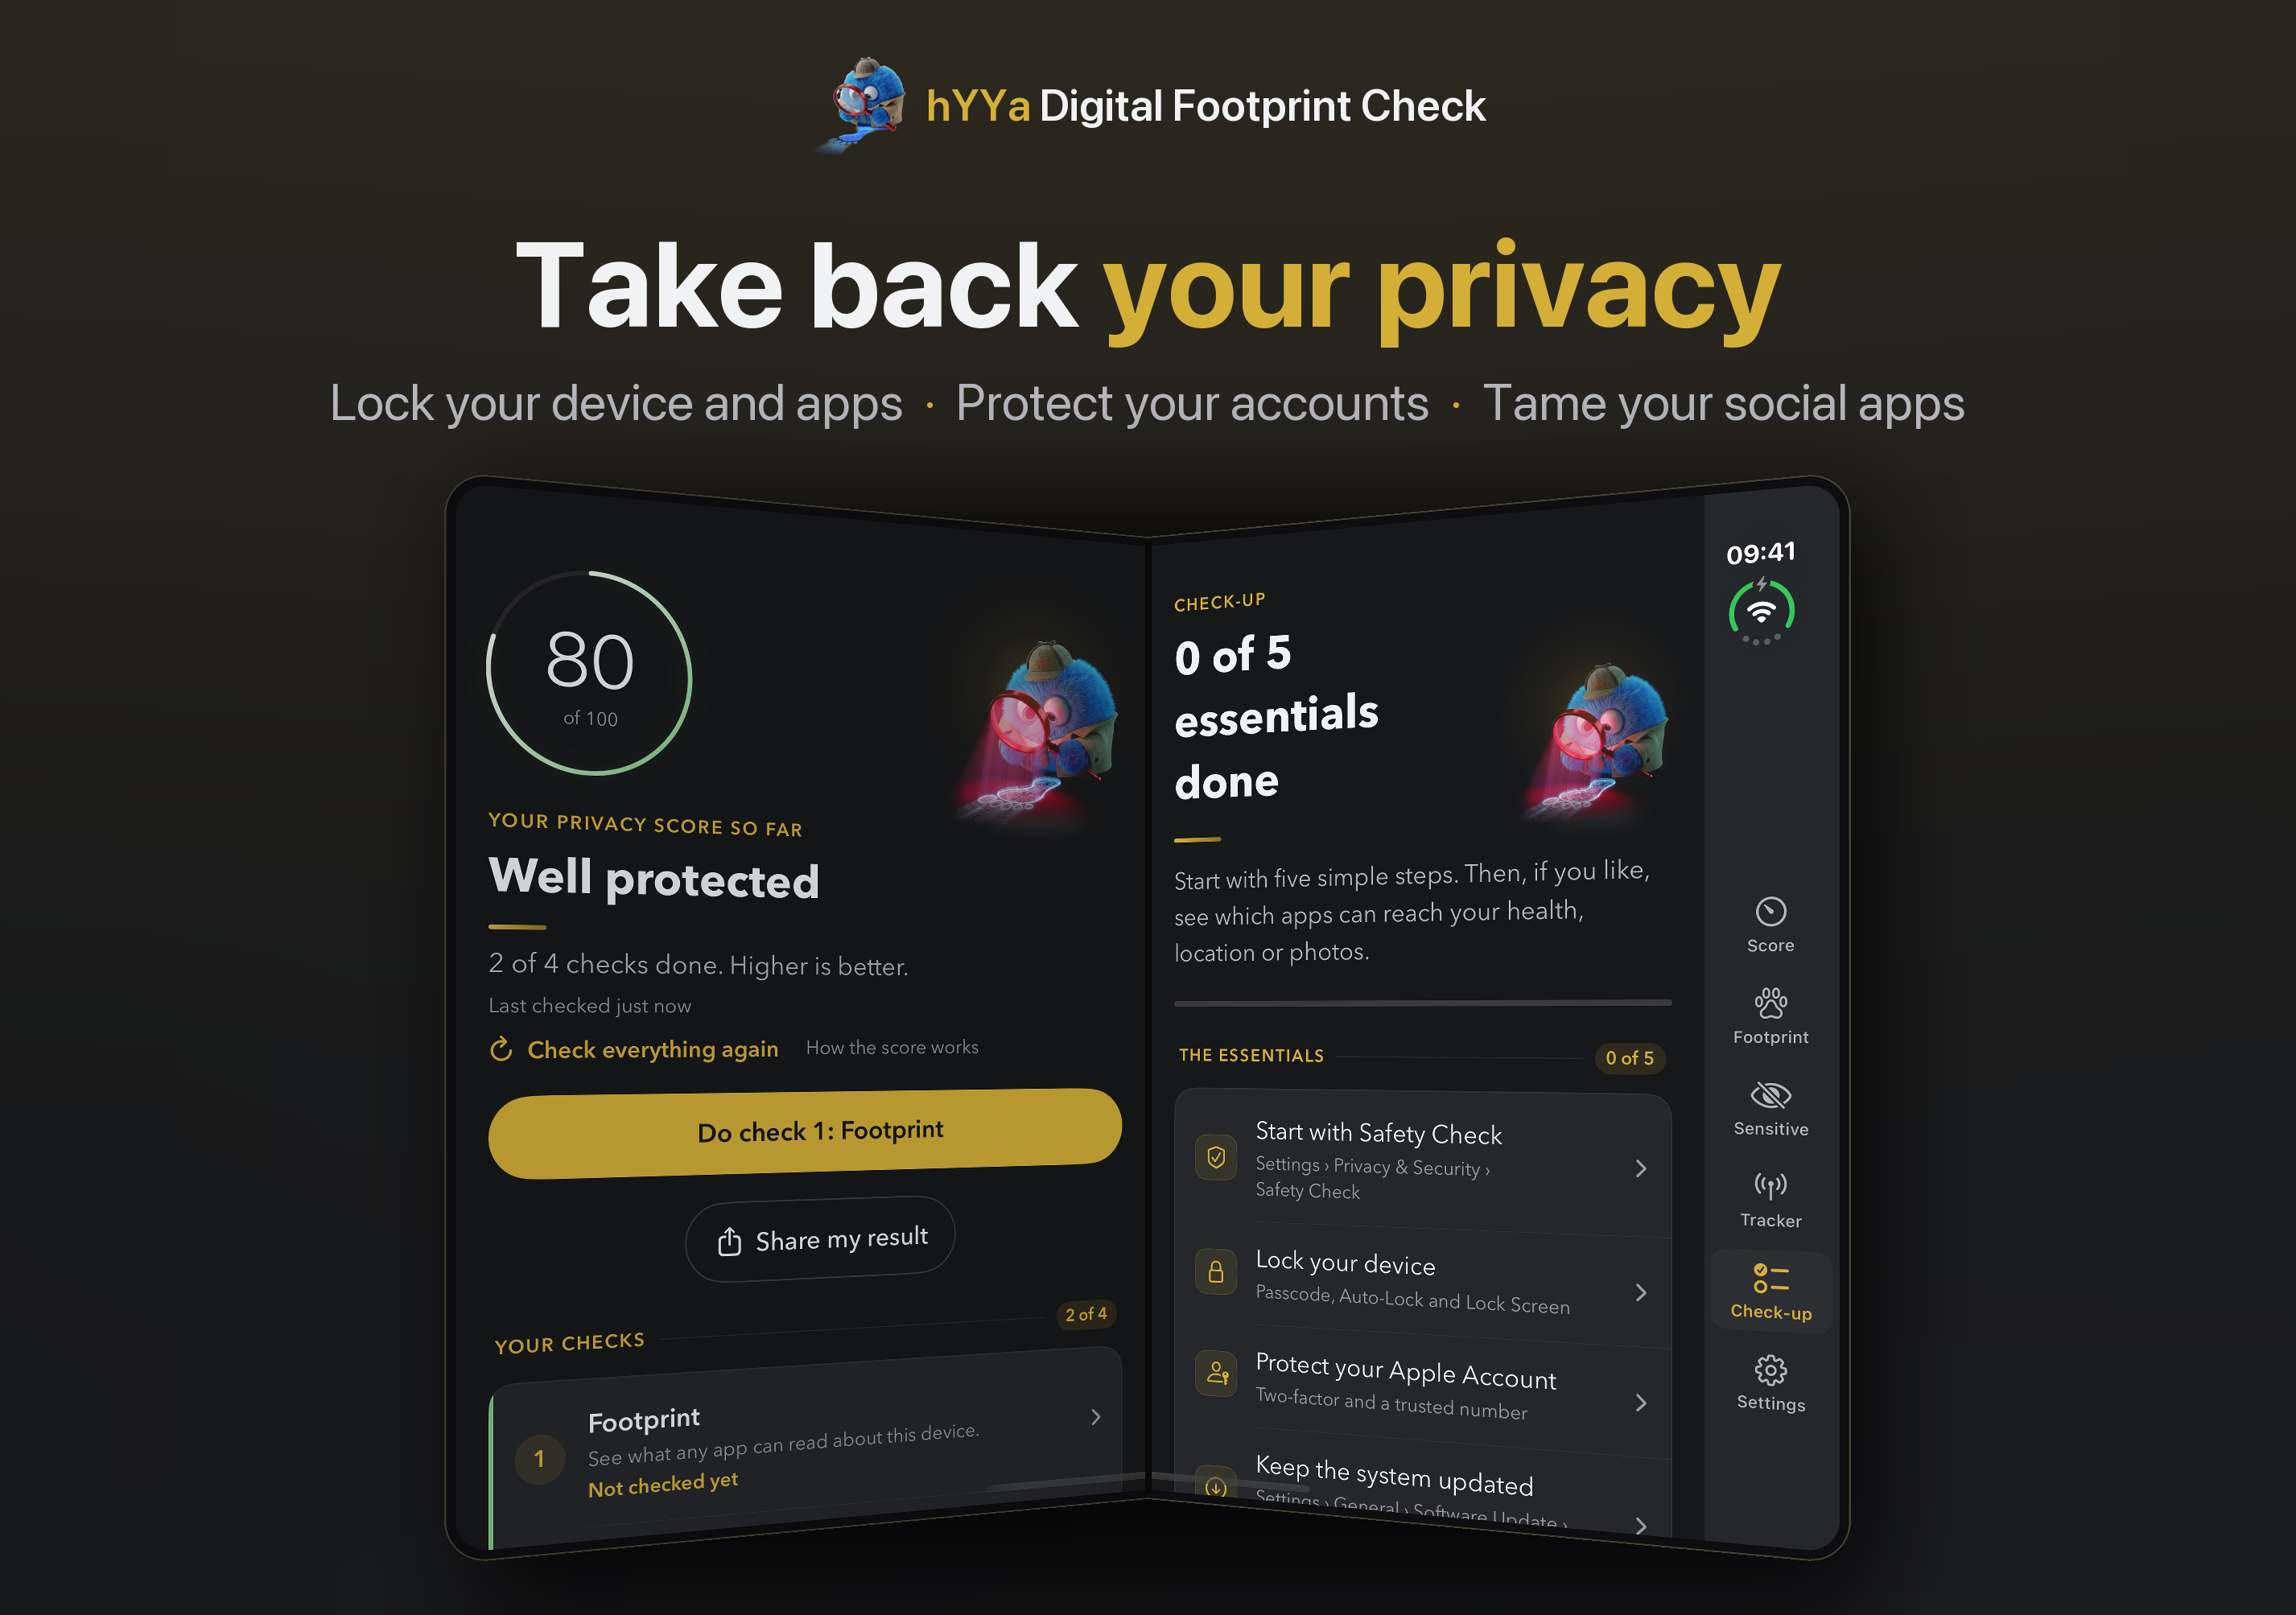 hYYa Digital Footprint Check
Take back your privacy
Lock your device and apps · Protect your accounts · Tame your social apps
80
of 100
YOUR PRIVACY SCORE SO FAR
Well protected
2 of 4 checks done. Higher is better.
Last checked just now
Check everything again
How the score works
Do check 1: Footprint
Share my result
YOUR CHECKS
2 of 4
1
Footprint
See what any app can read about this device.
Not checked yet
CHECK-UP
0 of 5
essentials
done
Start with five simple steps. Then, if you like,
see which apps can reach your health,
location or photos.
THE ESSENTIALS
0 of 5
Start with Safety Check
Settings › Privacy & Security ›
Safety Check
Lock your device
Passcode, Auto-Lock and Lock Screen
Protect your Apple Account
Two-factor and a trusted number
Keep the system updated
Settings › General › Software Update ›
09:41
Score
Footprint
Sensitive
Tracker
Check-up
Settings